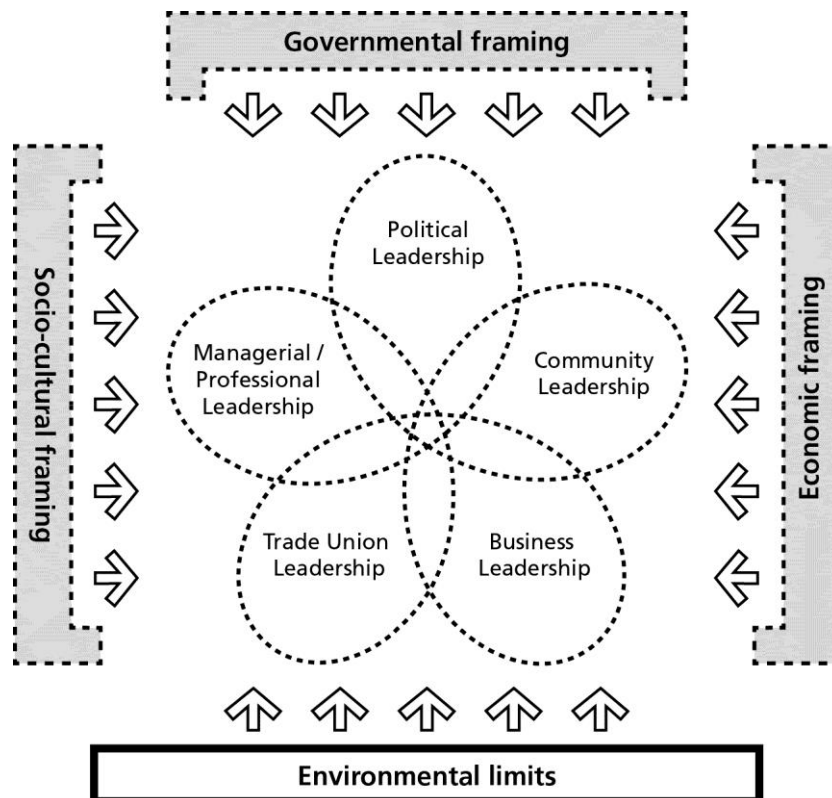 Governmental framing
Socio-cultural framing
Political
Leadership
Managerial /
Professional
Leadership
Community
Leadership
Economic framing
Trade Union
Leadership
Business
Leadership
Environmental limits